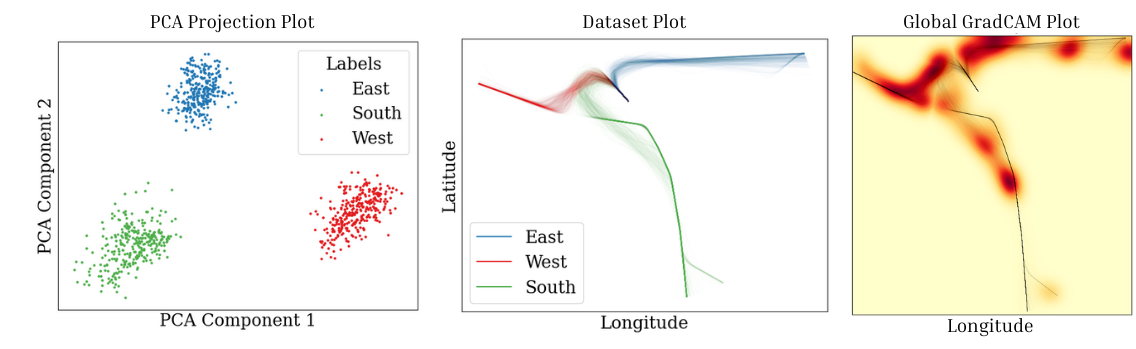 PCA Projection Plot
PCA Component 2
Labels
East
South
West
PCA Component 1
Dataset Plot
Latitude
East
West
South
Longitude
Global GradCAM Plot
Longitude